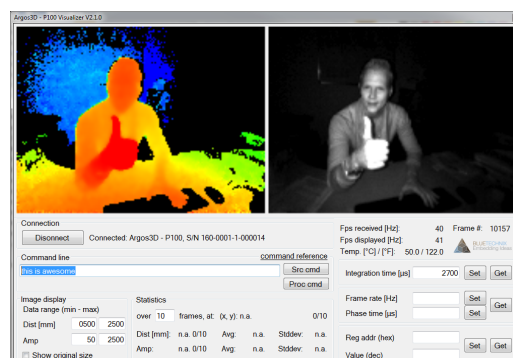 Argos3D - P100 Visualizer V2.1.0
Connection
Disonnect Connected: Argos3D - P100, S/N 160-0001-1-000014
Command line command reference
this is awesome Src cmd
Proc cmd
Image display
Data range (min - max)
Dist [mm] 0500 2500
Amp 50 2500
Show original size
Statistics
over 10 frames, at: (x, y): n.a. 0/10
Dist [mm]: n.a. 0/10 Avg: n.a. Stddev: n.a.
Amp: n.a. 0/10 Avg: n.a. Stddev: n.a.
Fps received [Hz]: 40 Frame #: 10157
Fps displayed [Hz]: 41
Temp. [°C] / [°F]: 50.0 / 122.0
BLUETECHNIX
Embedding Ideas
Integration time [µs] 2700 Set Get
Frame rate [Hz] Set
Phase time [µs] Set Get
Reg addr (hex) Set Get
Value (dec)